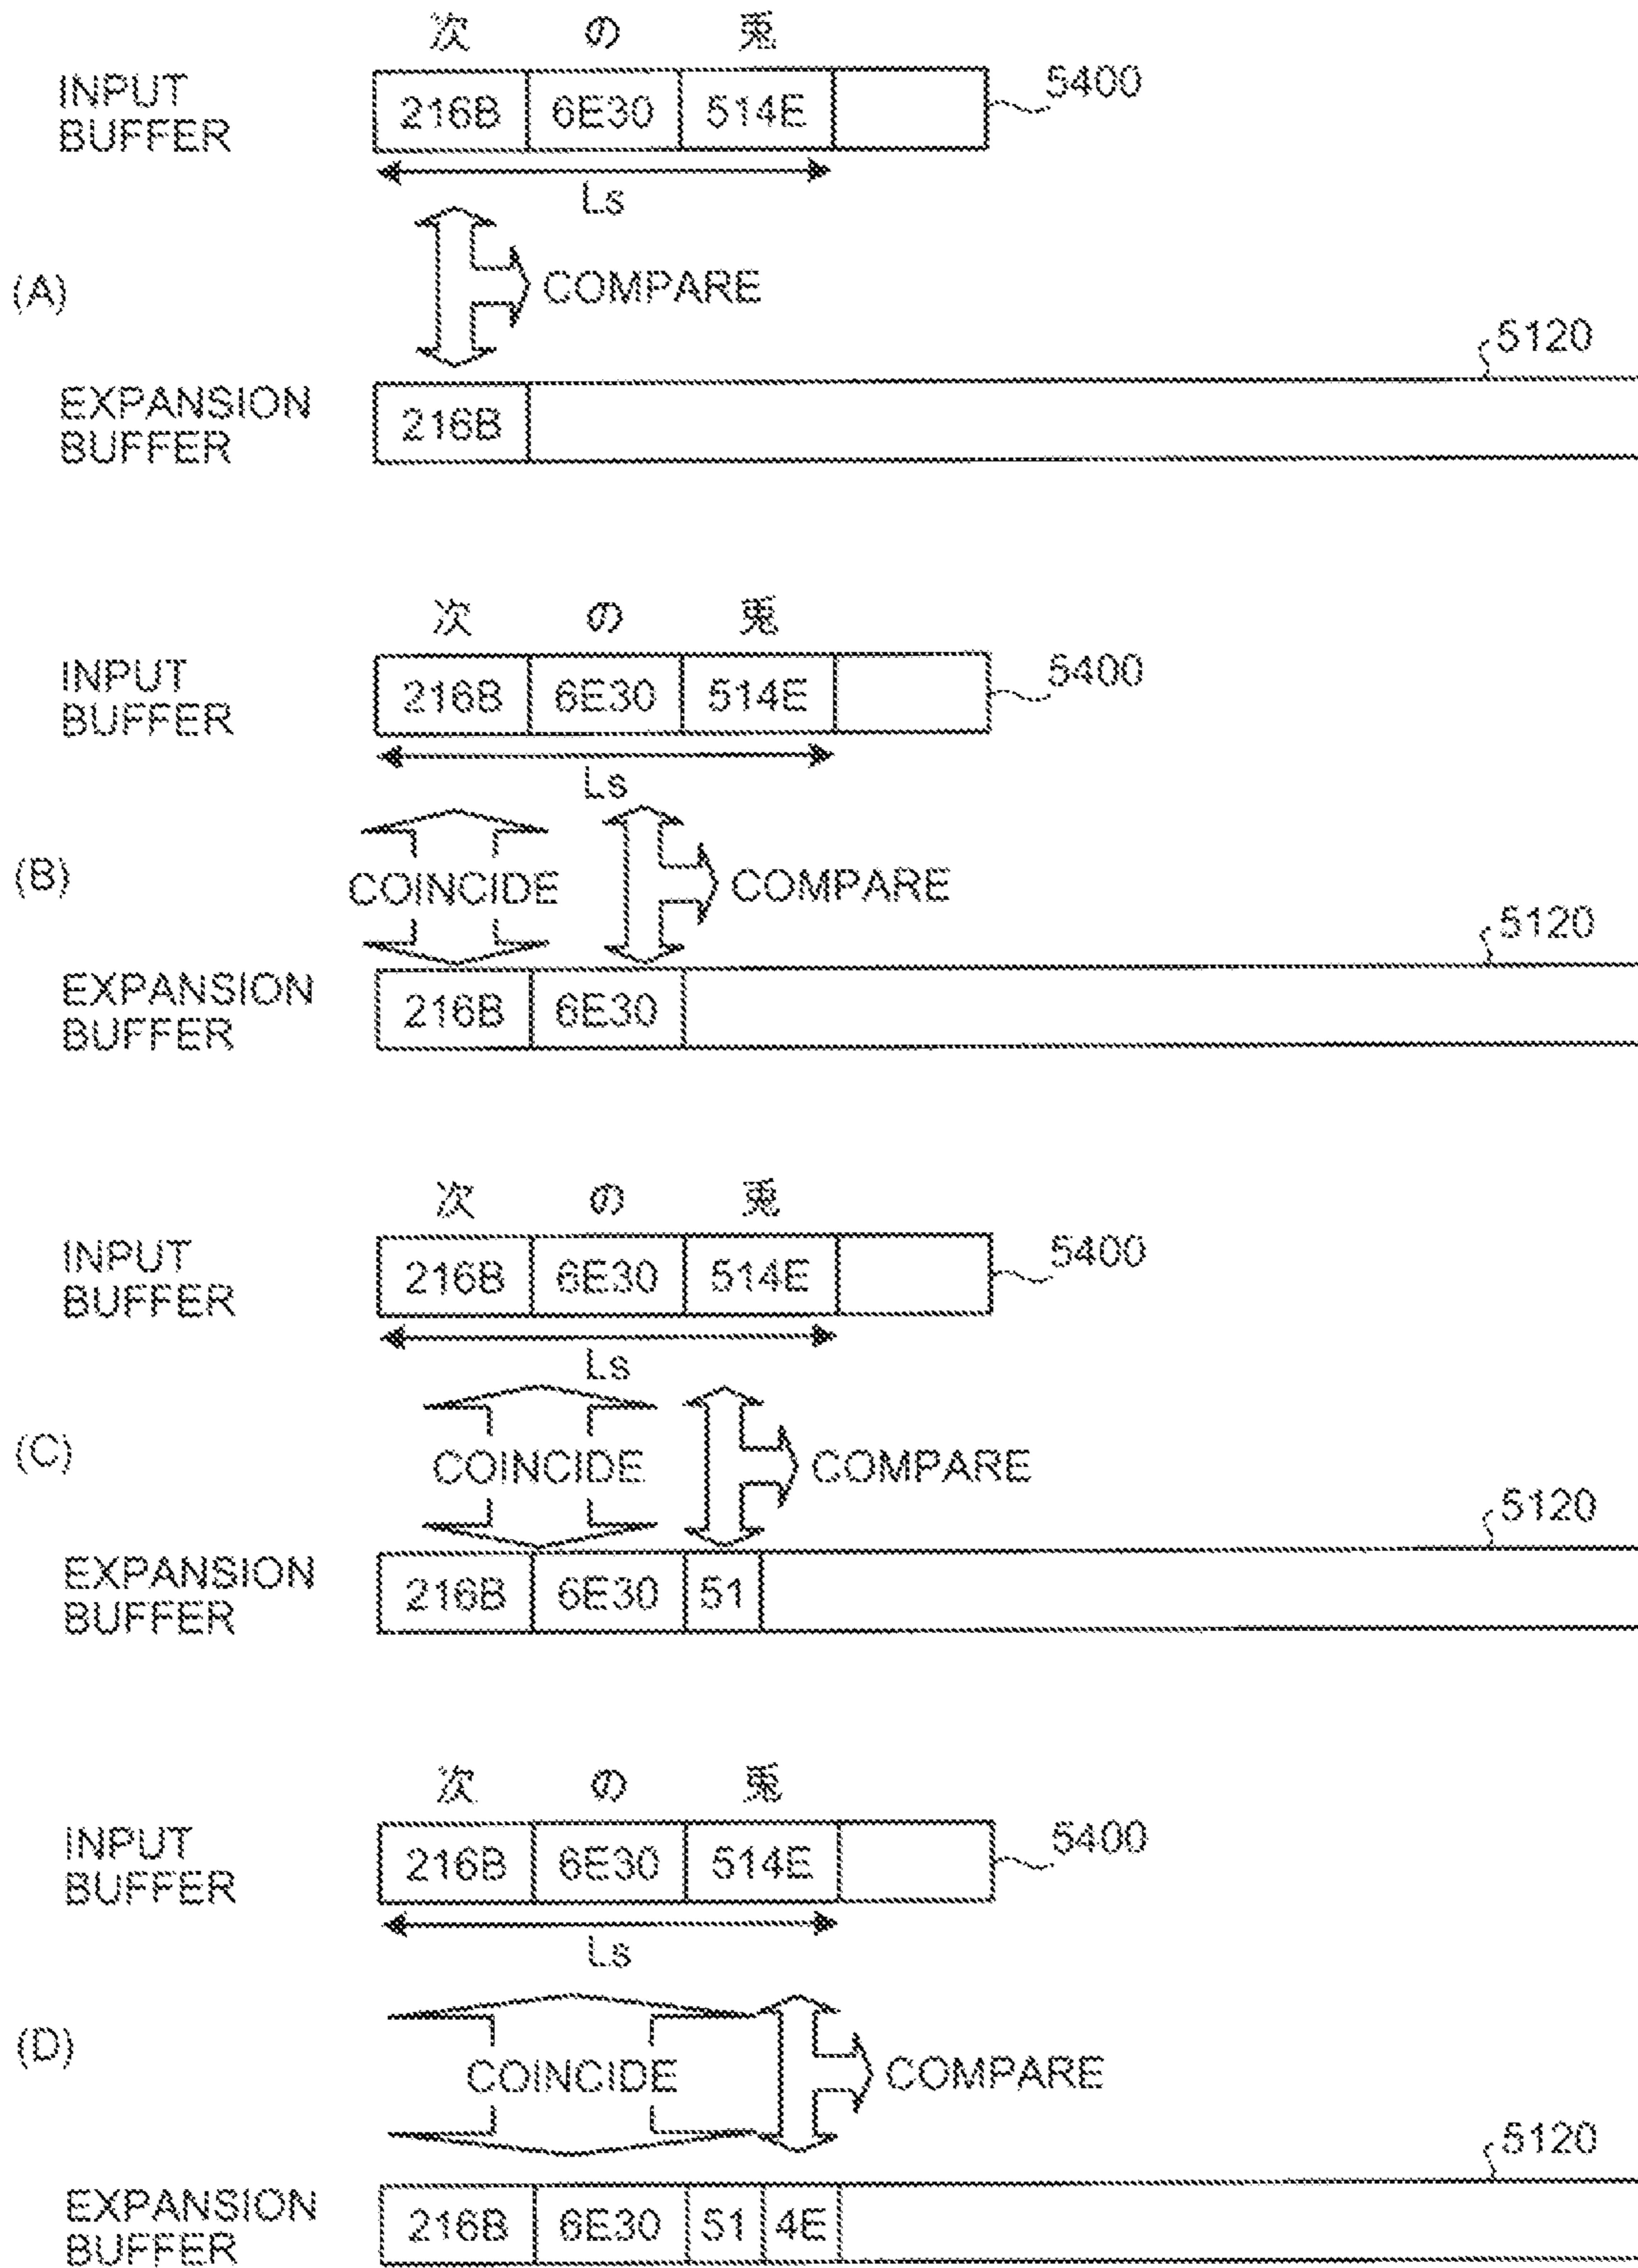 次 の 兎
INPUT
BUFFER
216B 6E30 514E
5400
Ls
(A)
COMPARE
5120
EXPANSION
BUFFER
216B
次 の 兎
INPUT
BUFFER
216B 6E30 514E
5400
Ls
(B)
COINCIDE
COMPARE
5120
EXPANSION
BUFFER
216B 6E30
次 の 兎
INPUT
BUFFER
216B 6E30 514E
5400
Ls
(C)
COINCIDE
COMPARE
5120
EXPANSION
BUFFER
216B 6E30 51
次 の 兎
INPUT
BUFFER
216B 6E30 514E
5400
Ls
(D)
COINCIDE
COMPARE
5120
EXPANSION
BUFFER
216B 6E30 51 4E